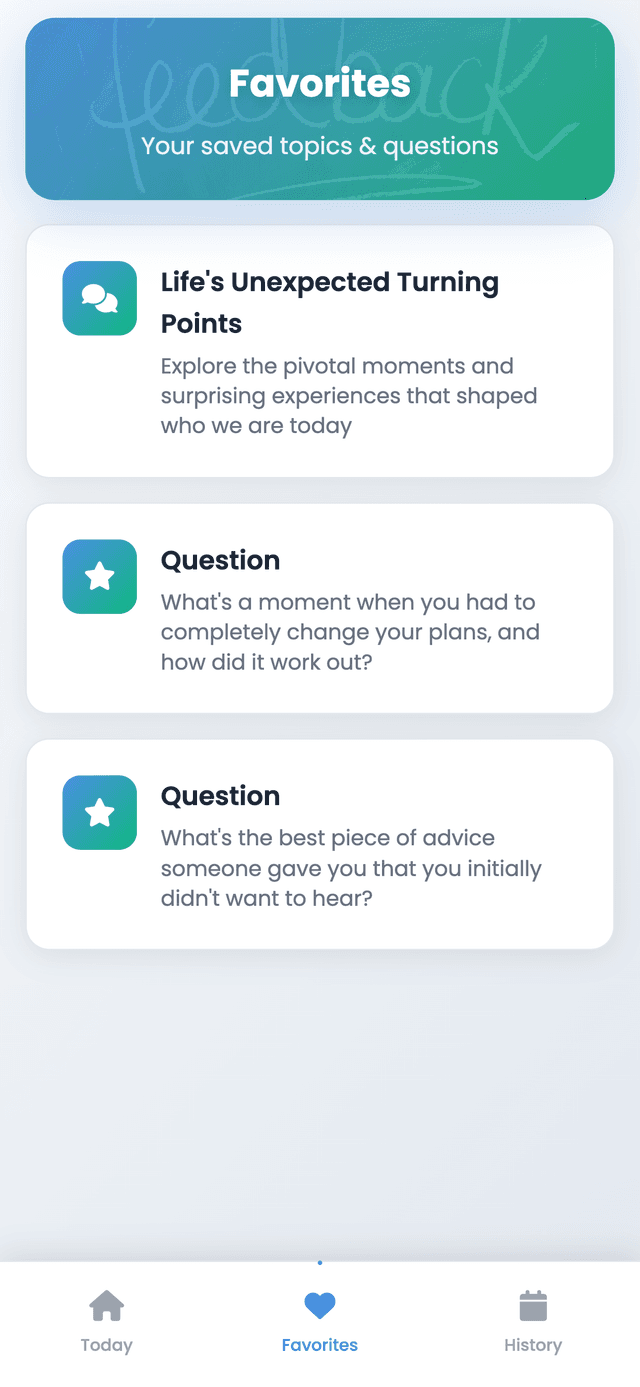 feedback
Favorites
Your saved topics & questions
Life's Unexpected Turning
Points
Explore the pivotal moments and
surprising experiences that shaped
who we are today
Question
What's a moment when you had to
completely change your plans, and
how did it work out?
Question
What's the best piece of advice
someone gave you that you initially
didn't want to hear?
Today
Favorites
History